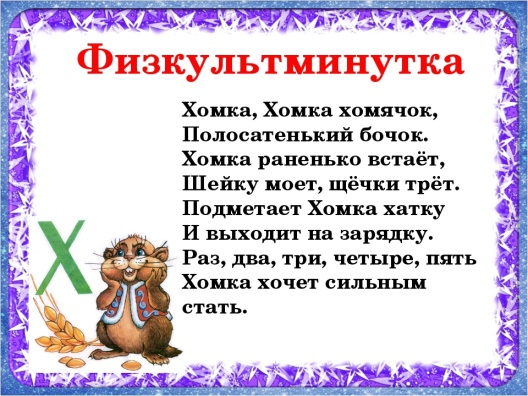 Физкультминутка
Хомка, Хомка хомячок,
Полосатенький бочок.
Хомка раненько встаёт,
Шейку моет, щёчки трёт.
Подметает Хомка хатку
И выходит на зарядку.
Раз, два, три, четыре, пять
Хомка хочет сильным
стать.
Х